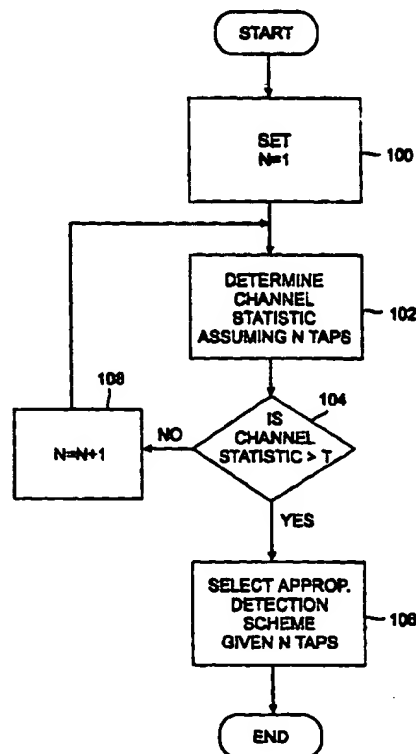 START
SET
N=1
100
DETERMINE
CHANNEL
STATISTIC
ASSUMING N TAPS
102
108
N=N+1
NO
IS
CHANNEL
STATISTIC > T
104
YES
SELECT APPROP.
DETECTION
SCHEME
GIVEN N TAPS
106
END